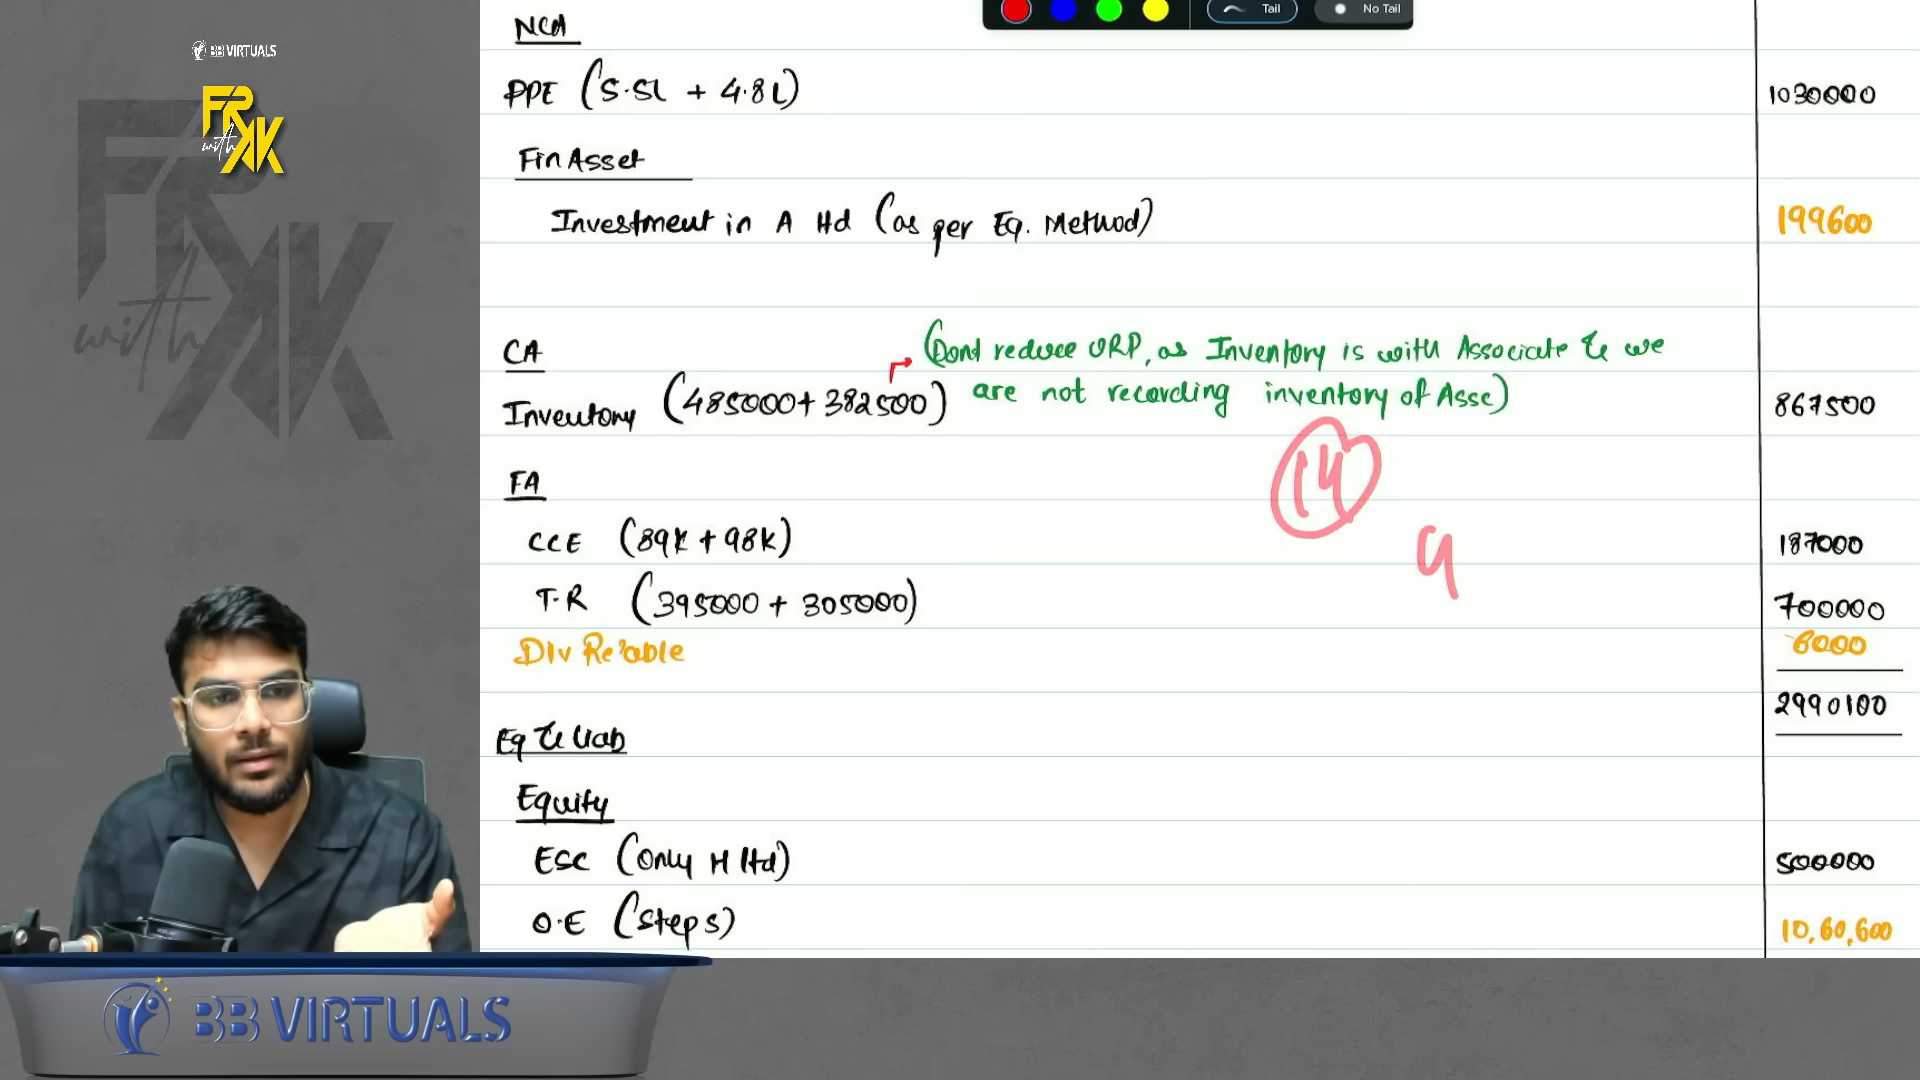 BB VIRTUALS
FR
with
KK
Tail
No Tail
NCA
PPE (5.5L + 4.8L) 1030000
Fin Asset
Investment in A Ltd (as per Eq. Method) 199600
CA
(Dont reduce URP, as Inventory is with Associate & we
are not recording inventory of Asso)
Inventory (485000 + 382500) 867500
14
FA
9
CCE (89K + 98K) 187000
T.R (395000 + 305000) 700000
Div Re'able 6000
2990100
Eq & Liab
Equity
ESC (Only H Ltd) 500000
O.E (Steps) 10,60,600
BB VIRTUALS